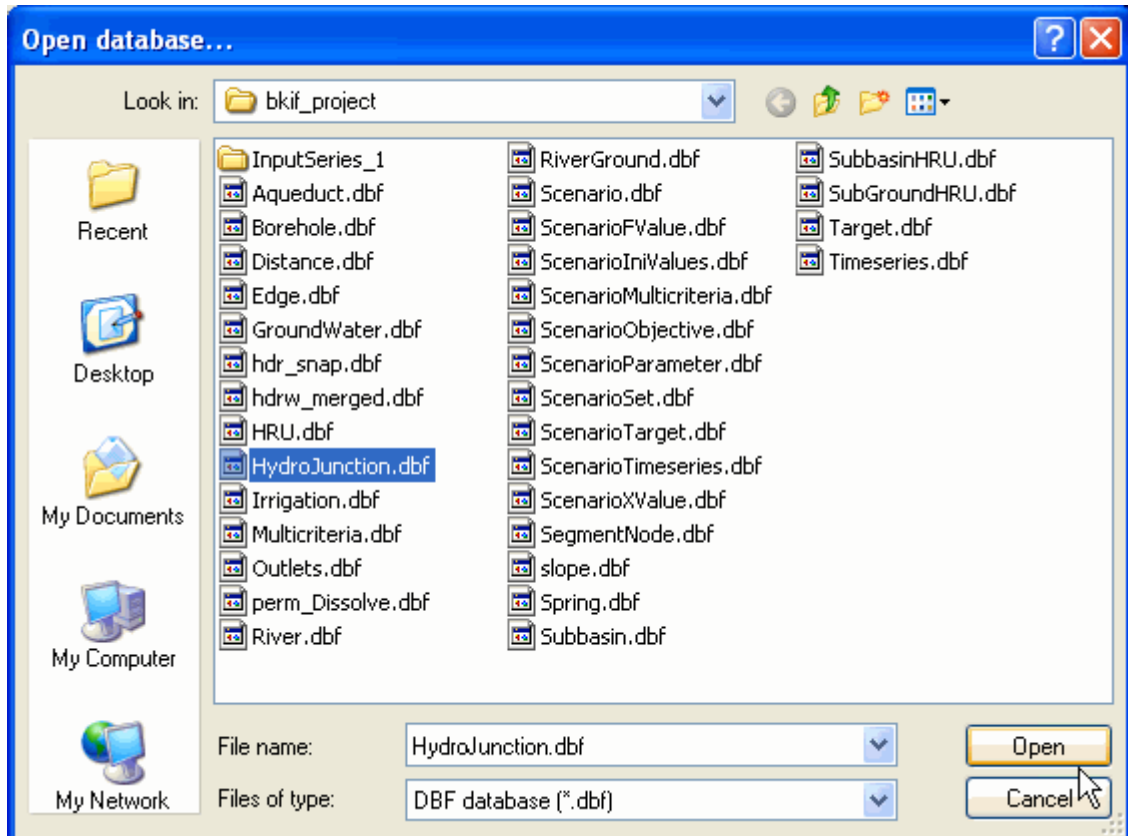 Open database...
Look in:
bkif_project
Recent
Desktop
My Documents
My Computer
My Network
InputSeries_1
Aqueduct.dbf
Borehole.dbf
Distance.dbf
Edge.dbf
GroundWater.dbf
hdr_snap.dbf
hdrw_merged.dbf
HRU.dbf
HydroJunction.dbf
Irrigation.dbf
Multicriteria.dbf
Outlets.dbf
perm_Dissolve.dbf
River.dbf
RiverGround.dbf
Scenario.dbf
ScenarioFValue.dbf
ScenarioIniValues.dbf
ScenarioMulticriteria.dbf
ScenarioObjective.dbf
ScenarioParameter.dbf
ScenarioSet.dbf
ScenarioTarget.dbf
ScenarioTimeseries.dbf
ScenarioXValue.dbf
SegmentNode.dbf
slope.dbf
Spring.dbf
Subbasin.dbf
SubbasinHRU.dbf
SubGroundHRU.dbf
Target.dbf
Timeseries.dbf
File name:
HydroJunction.dbf
Open
Files of type:
DBF database (*.dbf)
Cancel